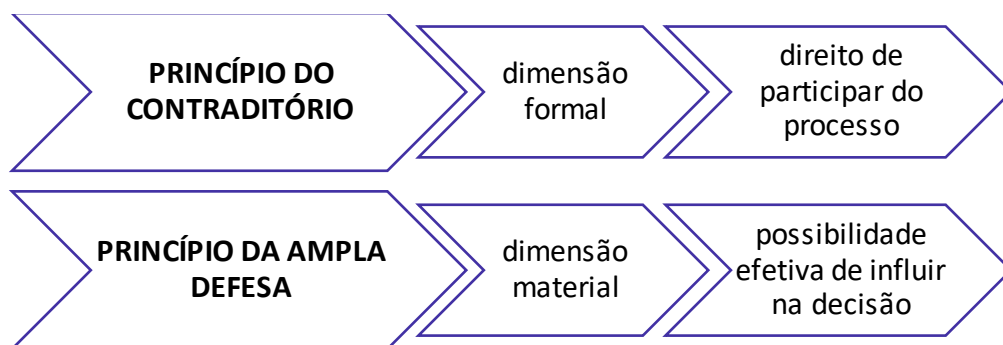 PRINCÍPIO DO
CONTRADITÓRIO
dimensão
formal
direito de
participar do
processo
PRINCÍPIO DA AMPLA
DEFESA
dimensão
material
possibilidade
efetiva de influir
na decisão